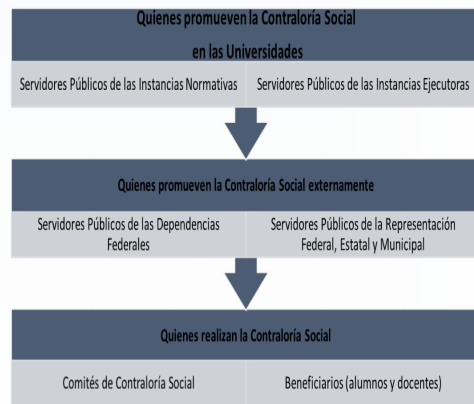 Quienes promueven la Contraloría Social
en las Universidades
Servidores Públicos de las Instancias Normativas
Servidores Públicos de las Instancias Ejecutoras
Quienes promueven la Contraloría Social externamente
Servidores Públicos de las Dependencias
Federales
Servidores Públicos de la Representación
Federal, Estatal y Municipal
Quienes realizan la Contraloría Social
Comités de Contraloría Social
Beneficiarios (alumnos y docentes)